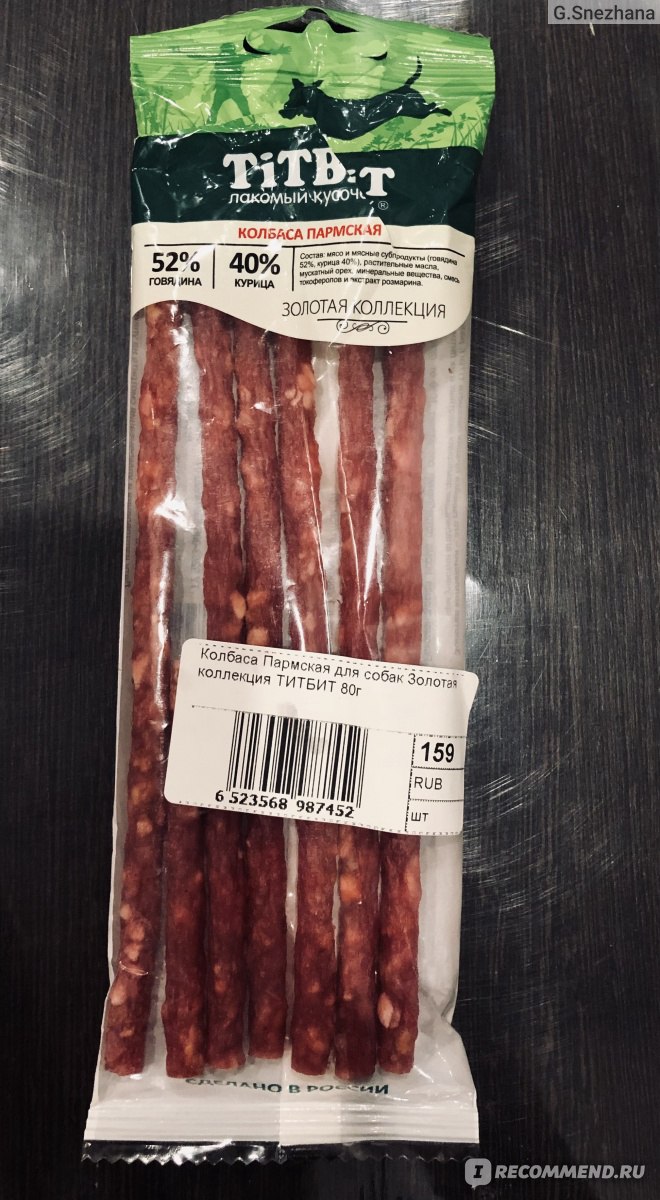 G.Snezhana
TiTBiT
лакомый кусочек
®
КОЛБАСА ПАРМСКАЯ
52%
ГОВЯДИНА
40%
КУРИЦА
Состав: мясо и мясные субпродукты (говядина
52%, курица 40%), растительные масла,
мускатный орех, минеральные вещества, смесь
токоферолов и экстракт розмарина.
ЗОЛОТАЯ КОЛЛЕКЦИЯ
Колбаса Пармская для собак Золотая
коллекция ТИТБИТ 80г
6 523568 987452
159
RUB
шт
СДЕЛАНО В РОССИИ
I RECOMMEND.RU